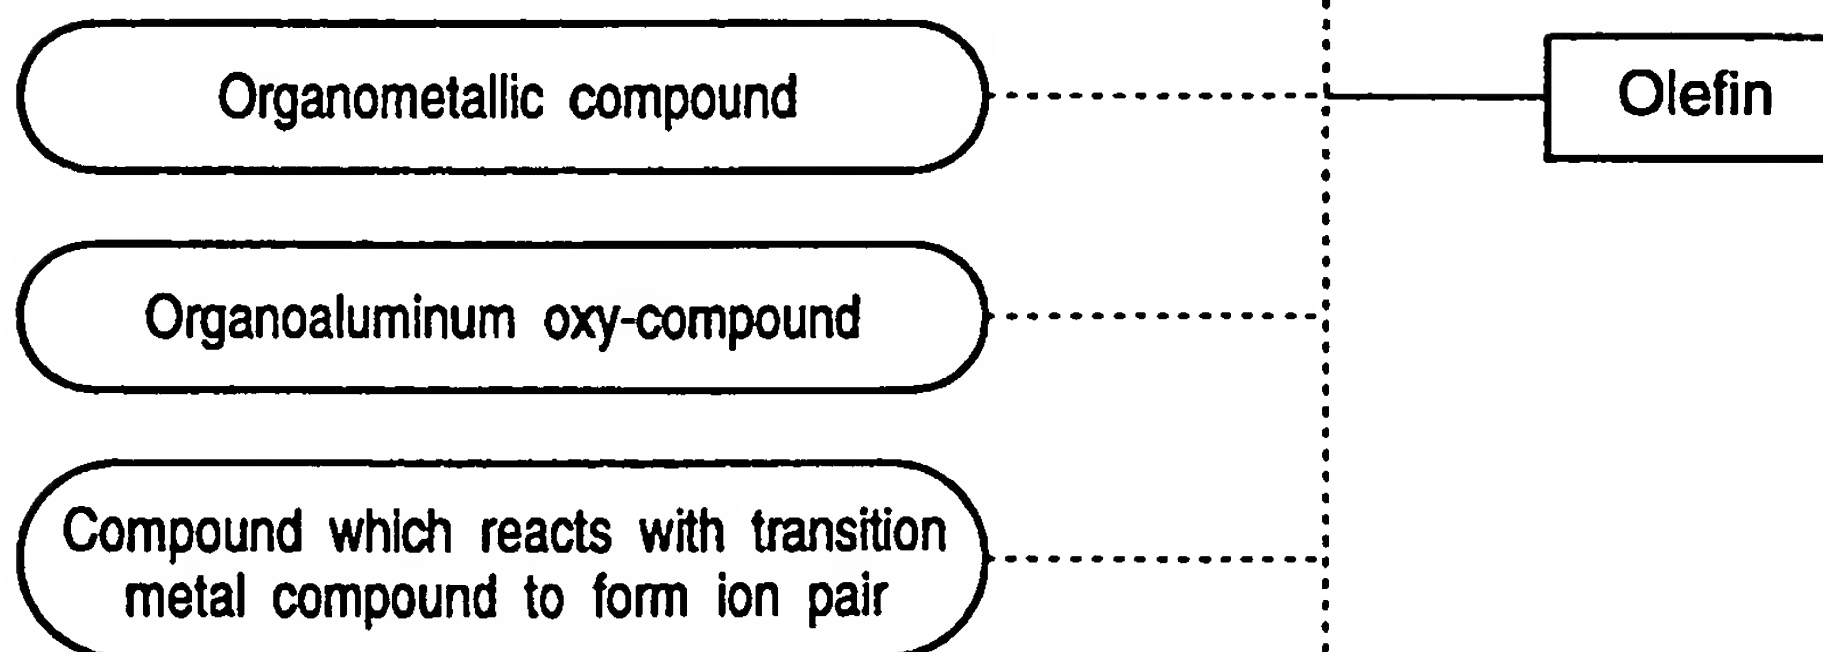 Organometallic compound
Olefin
Organoaluminum oxy-compound
Compound which reacts with transition
metal compound to form ion pair